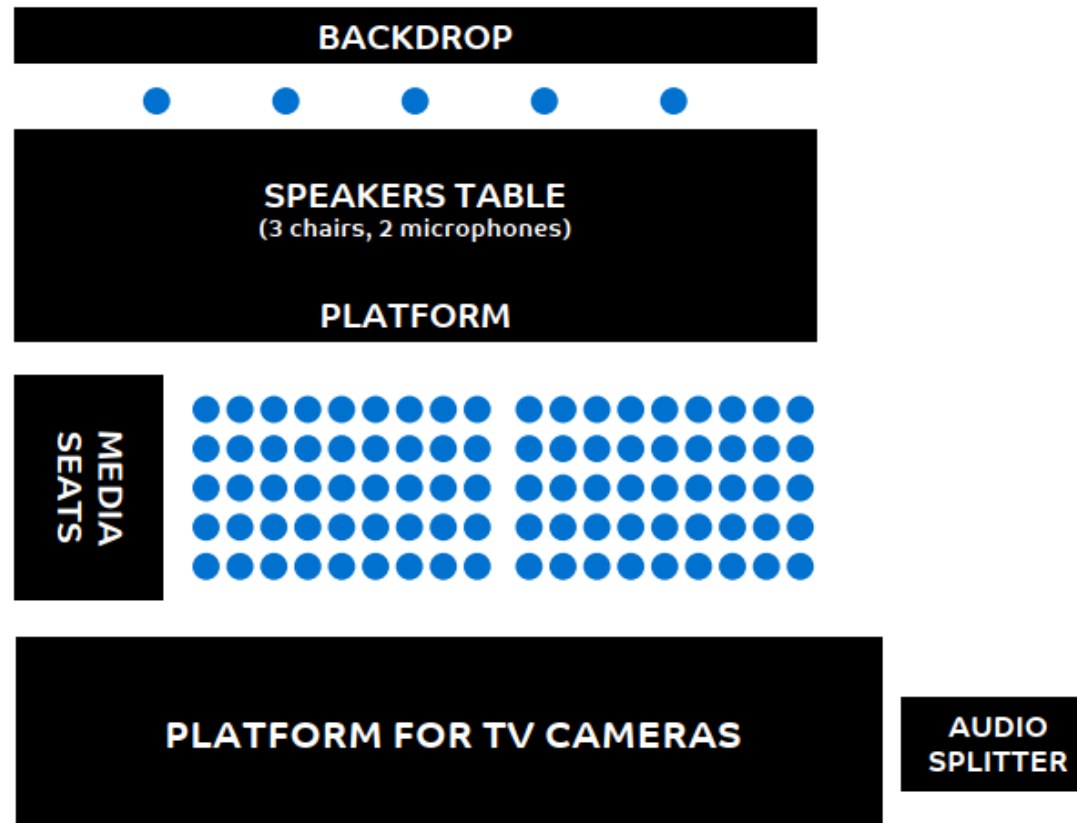 BACKDROP
SPEAKERS TABLE
(3 chairs, 2 microphones)
PLATFORM
MEDIA
SEATS
PLATFORM FOR TV CAMERAS
AUDIO
SPLITTER